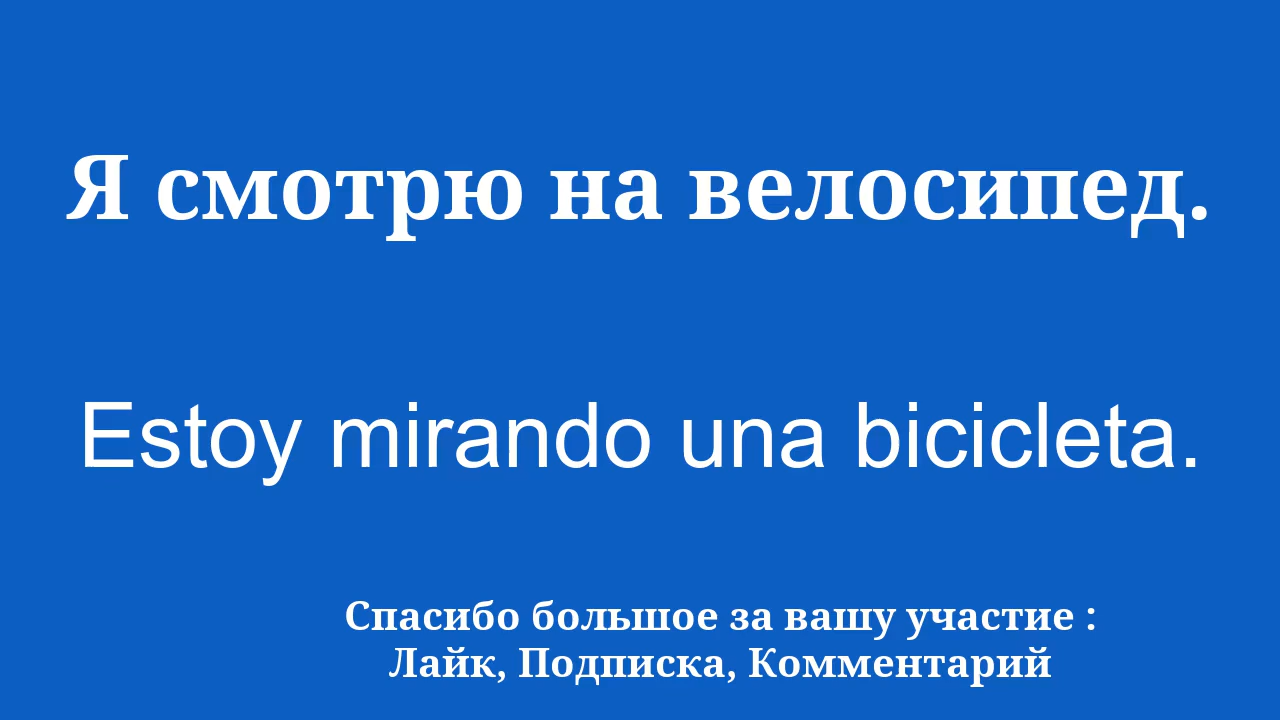 Я смотрю на велосипед.
Estoy mirando una bicicleta.
Спасибо большое за вашу участие :
Лайк, Подписка, Комментарий